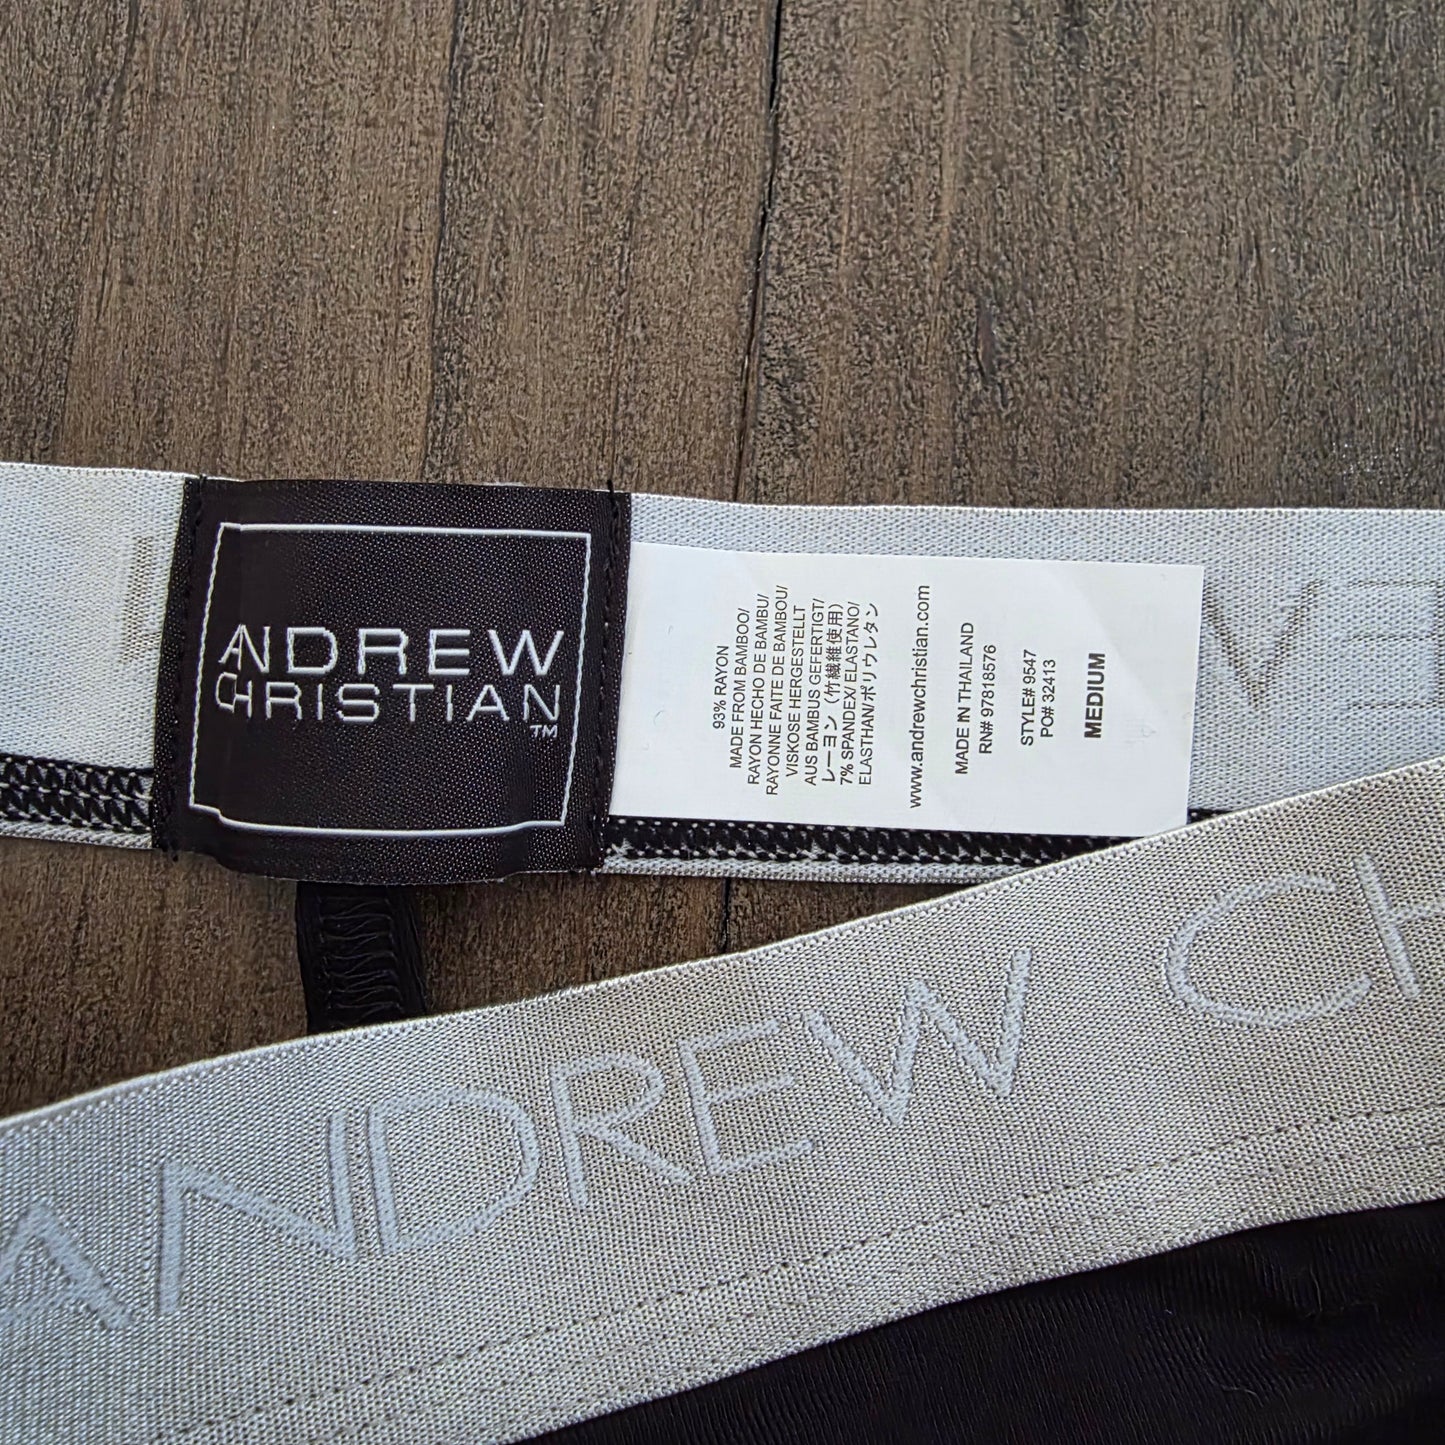 ANDREW
CHRISTIAN
TM
93% RAYON
MADE FROM BAMBOO/
RAYON HECHO DE BAMBU/
RAYONNE FAITE DE BAMBOU/
VISKOSE HERGESTELLT
AUS BAMBUS GEFERTIGT/
レーヨン (竹繊維使用)
7% SPANDEX/ ELASTANO/
ELASTHAN/ポリウレタン
www.andrewchristian.com
MADE IN THAILAND
RN# 97818576
STYLE# 9547
PO# 32413
MEDIUM
ANDREW CH